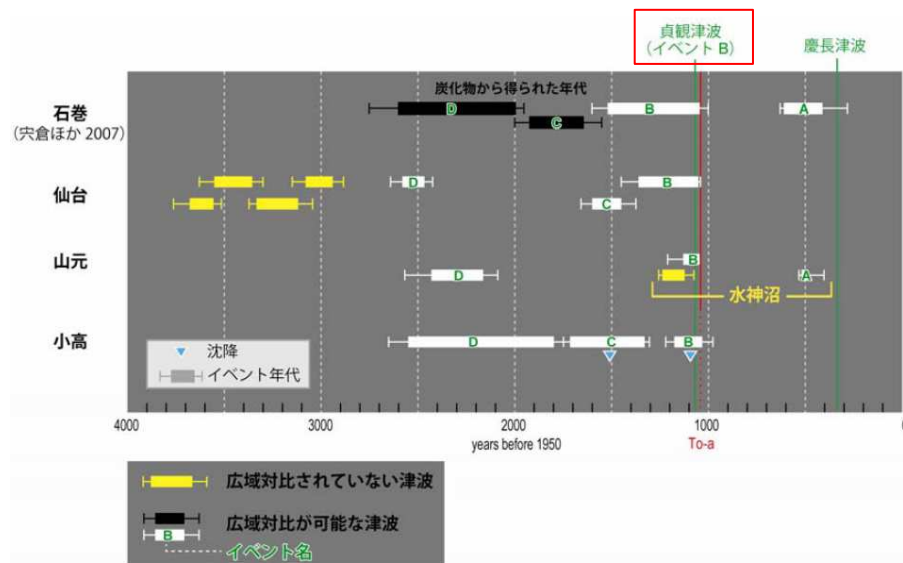 貞観津波
(イベント B)
慶長津波
炭化物から得られた年代
石巻
(宍倉ほか 2007)
D
B
A
C
仙台
D
B
C
山元
B
D
A
水神沼
小高
D
C
B
沈降
イベント年代
4000
3000
2000
1000
0
years before 1950
To-a
広域対比されていない津波
広域対比が可能な津波
B
イベント名